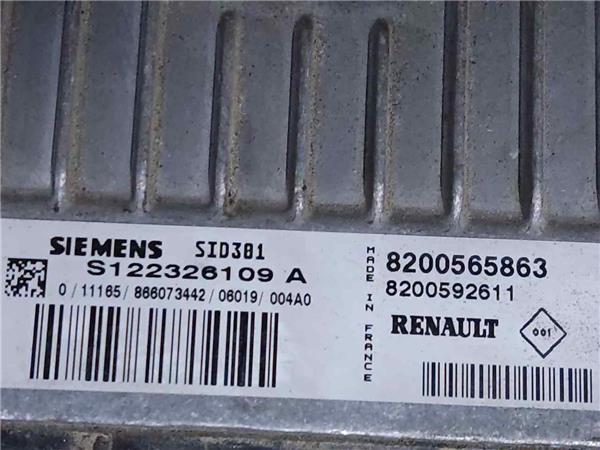 SIEMENS SID301
S122326109 A
0 / 11165 / 866073442 / 06019 / 004A0
MADE IN FRANCE
8200565863
8200592611
RENAULT
001